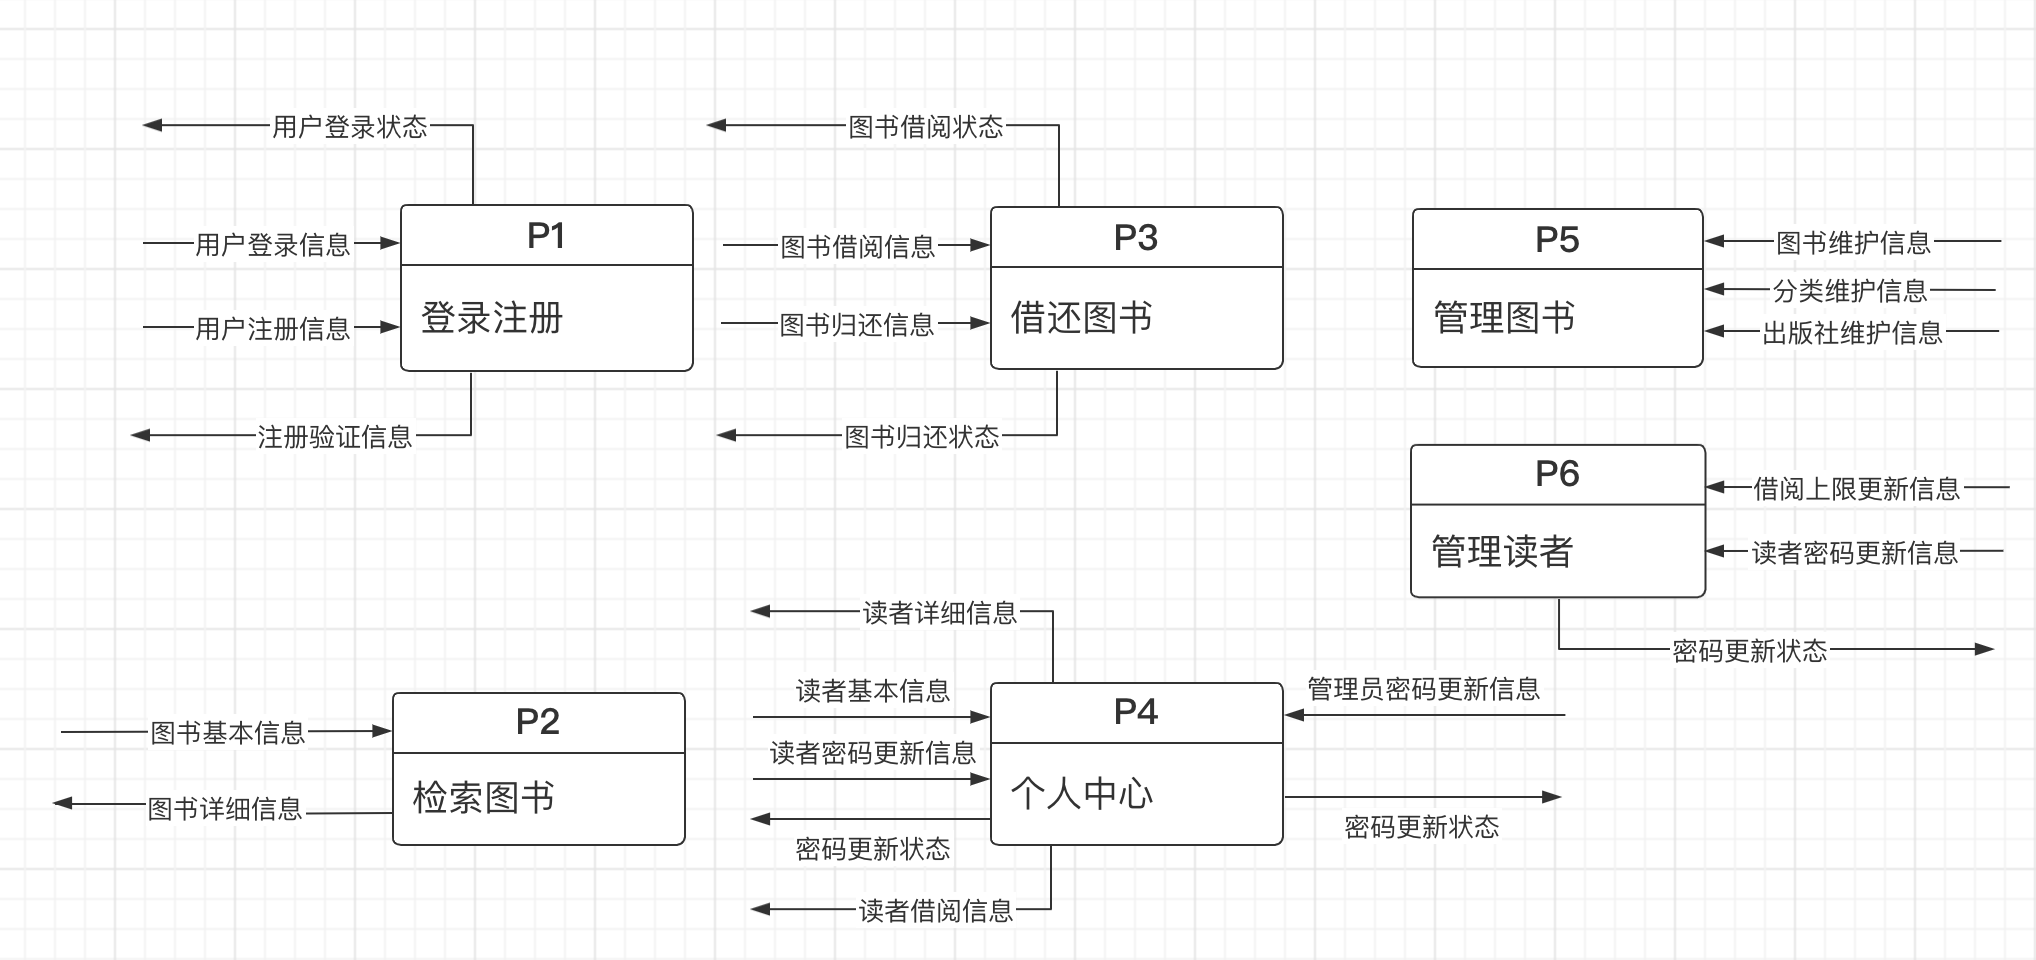 用户登录状态
用户登录信息
用户注册信息
P1
登录注册
注册验证信息
图书借阅状态
图书借阅信息
图书归还信息
P3
借还图书
图书归还状态
P5
管理图书
图书维护信息
分类维护信息
出版社维护信息
P6
管理读者
借阅上限更新信息
读者密码更新信息
密码更新状态
图书基本信息
图书详细信息
P2
检索图书
读者详细信息
读者基本信息
读者密码更新信息
密码更新状态
读者借阅信息
P4
个人中心
管理员密码更新信息
密码更新状态